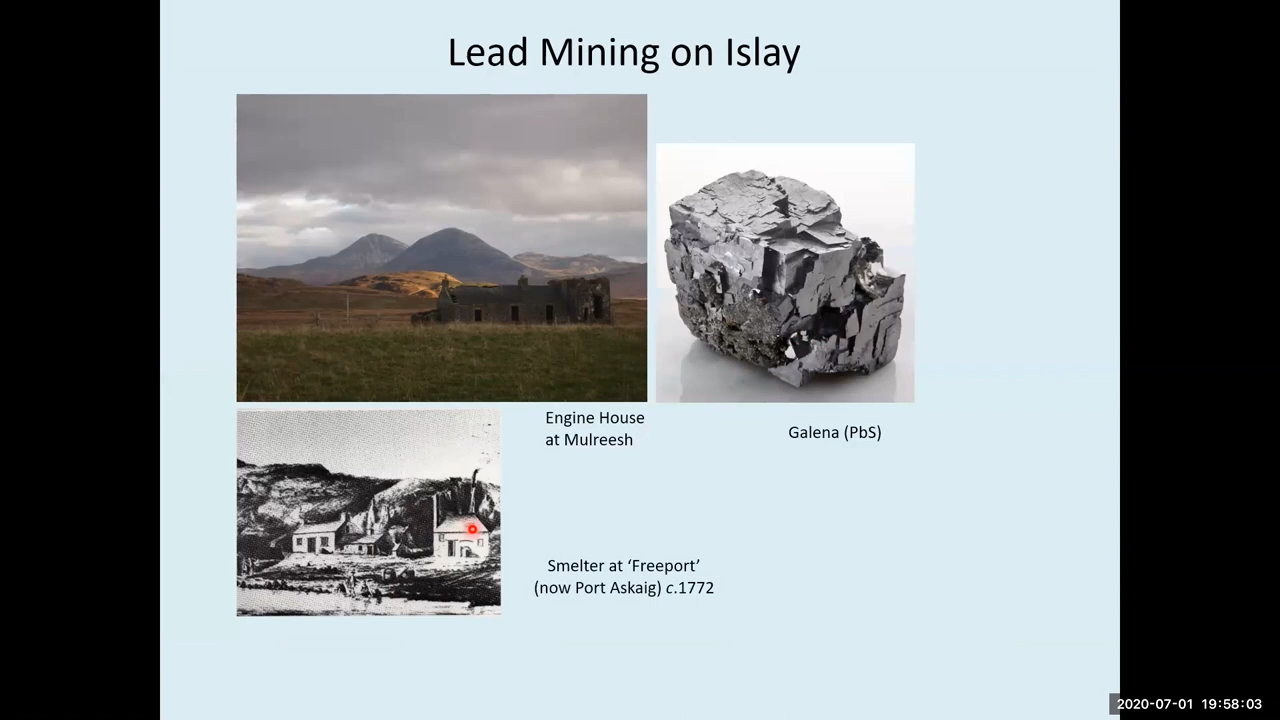 Lead Mining on Islay
Engine House
at Mulreesh
Galena (PbS)
Smelter at ‘Freeport’
(now Port Askaig) c.1772
2020-07-01 19:58:03